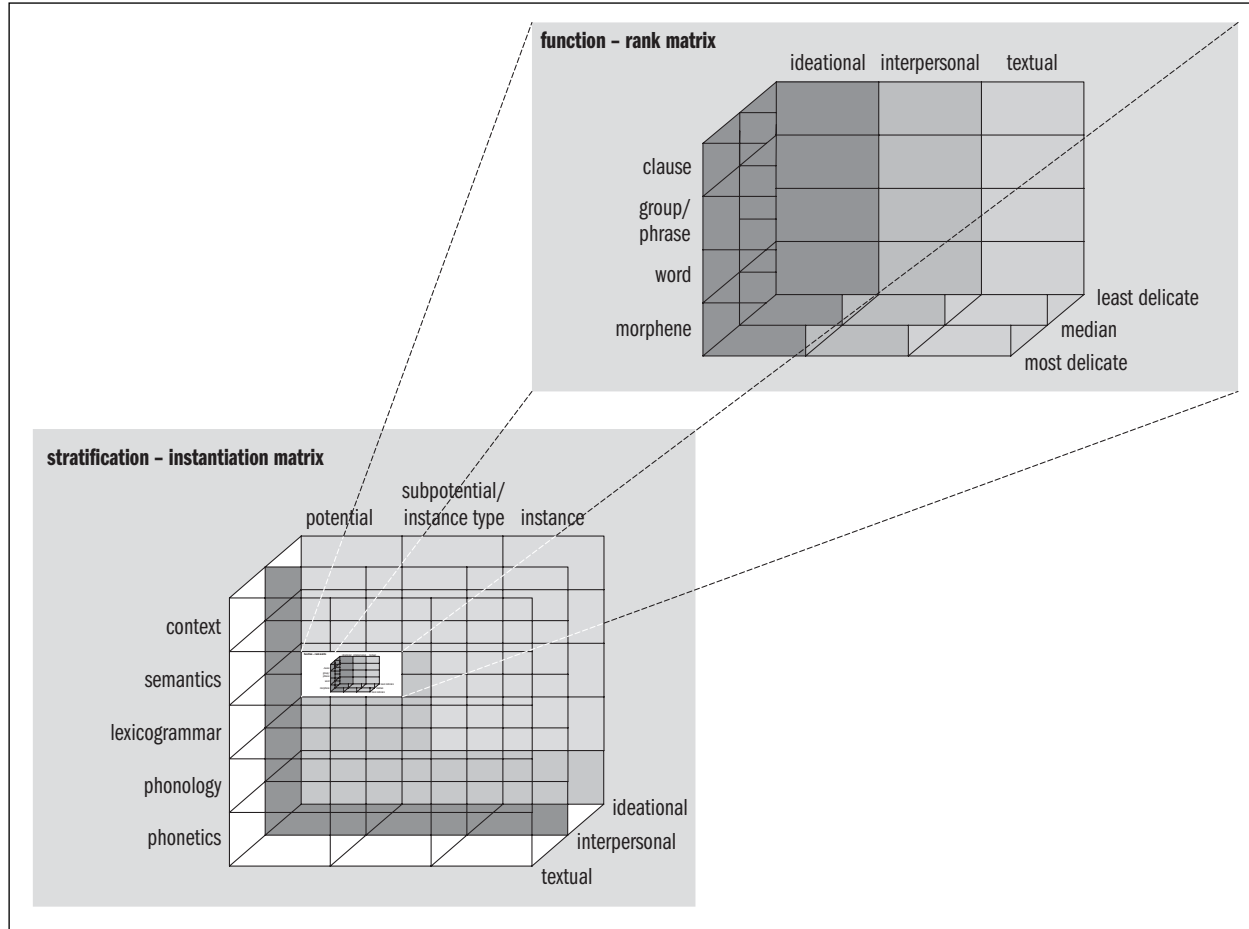 function – rank matrix
ideational interpersonal textual
clause
group/
phrase
word
morphene
least delicate
median
most delicate
stratification – instantiation matrix
subpotential/
potential instance type instance
context
semantics
lexicogrammar
phonology
phonetics
ideational
interpersonal
textual